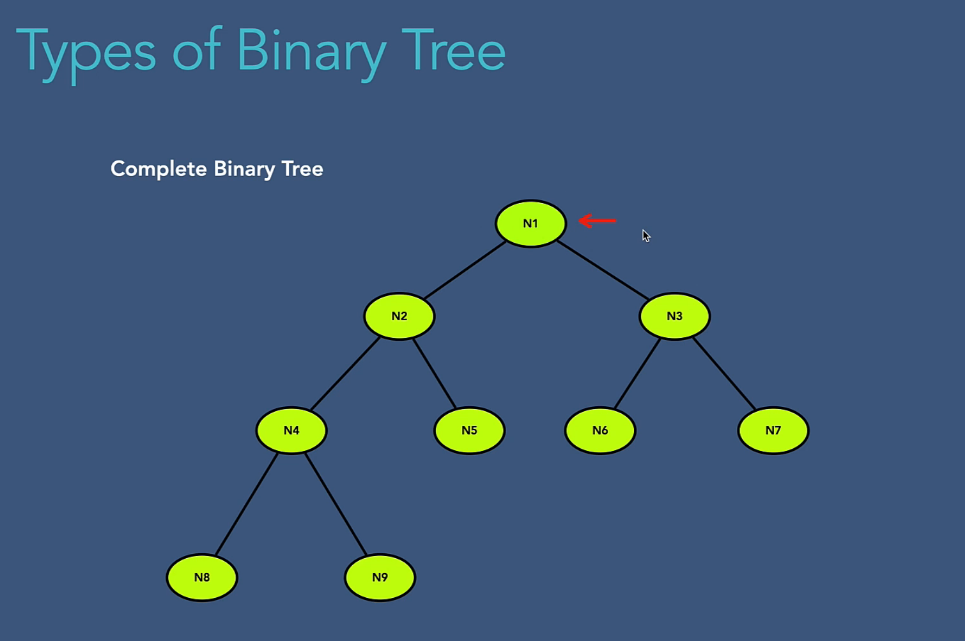 Types of Binary Tree
Complete Binary Tree
N1
N2
N3
N4
N5
N6
N7
N8
N9